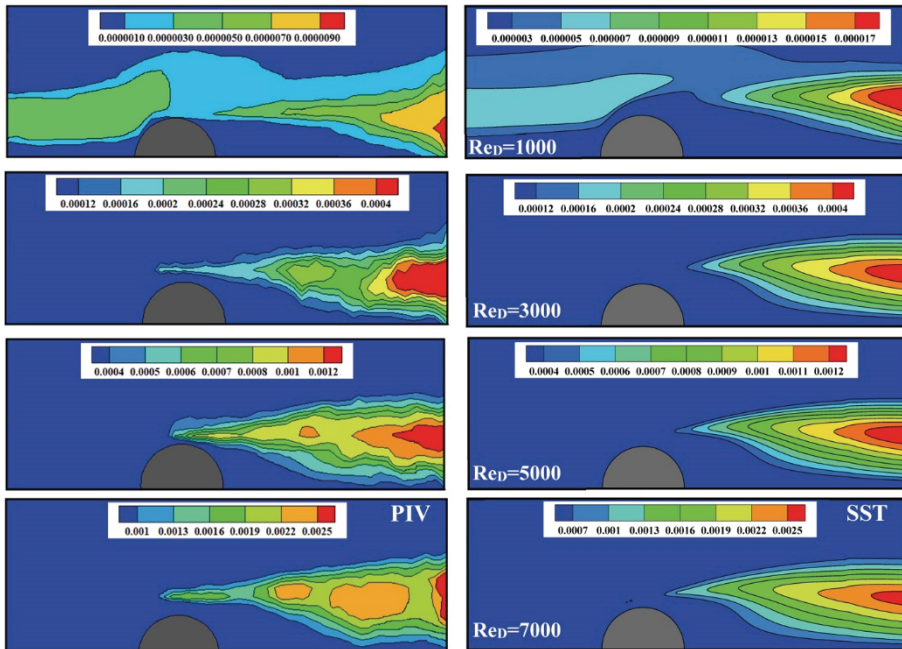 0.0000010 0.0000030 0.0000050 0.0000070 0.0000090
0.000003 0.000005 0.000007 0.000009 0.000011 0.000013 0.000015 0.000017
ReD=1000
0.00012 0.00016 0.0002 0.00024 0.00028 0.00032 0.00036 0.0004
0.00012 0.00016 0.0002 0.00024 0.00028 0.00032 0.00036 0.0004
ReD=3000
0.0004 0.0005 0.0006 0.0007 0.0008 0.001 0.0012
0.0004 0.0005 0.0006 0.0007 0.0008 0.0009 0.001 0.0011 0.0012
ReD=5000
0.001 0.0013 0.0016 0.0019 0.0022 0.0025
PIV
0.0007 0.001 0.0013 0.0016 0.0019 0.0022 0.0025
SST
ReD=7000